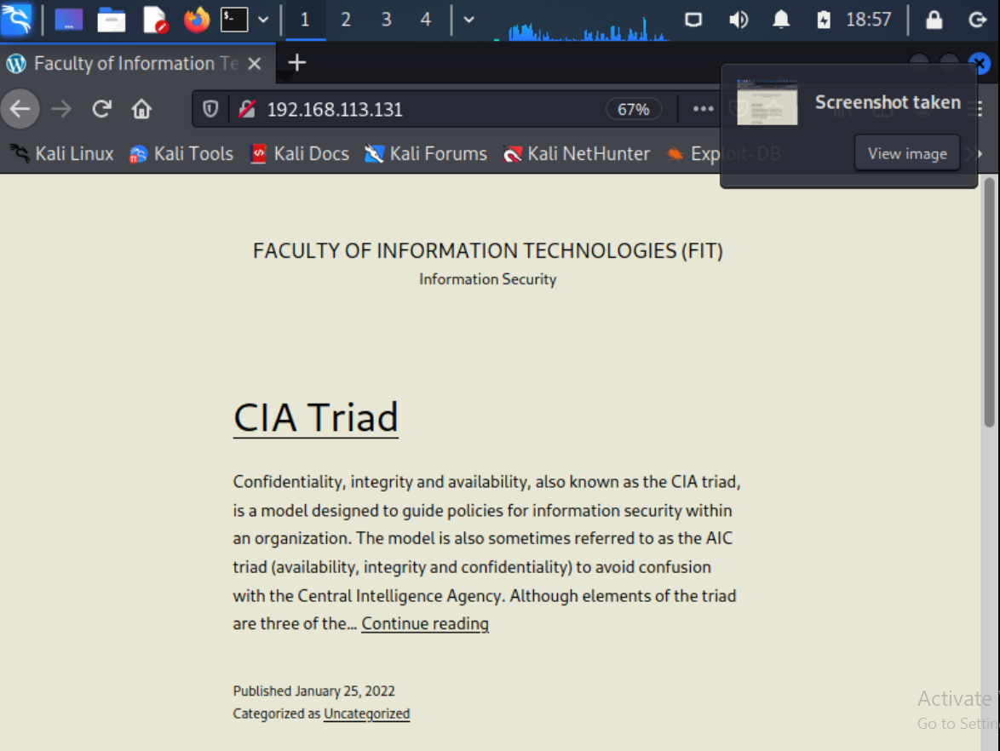 1 2 3 4 18:57
Faculty of Information Te
192.168.113.131 67%
Screenshot taken
View image
Kali Linux Kali Tools Kali Docs Kali Forums Kali NetHunter Exploit-DB
FACULTY OF INFORMATION TECHNOLOGIES (FIT)
Information Security
CIA Triad
Confidentiality, integrity and availability, also known as the CIA triad,
is a model designed to guide policies for information security within
an organization. The model is also sometimes referred to as the AIC
triad (availability, integrity and confidentiality) to avoid confusion
with the Central Intelligence Agency. Although elements of the triad
are three of the... Continue reading
Published January 25, 2022
Categorized as Uncategorized
Activate
Go to Settin